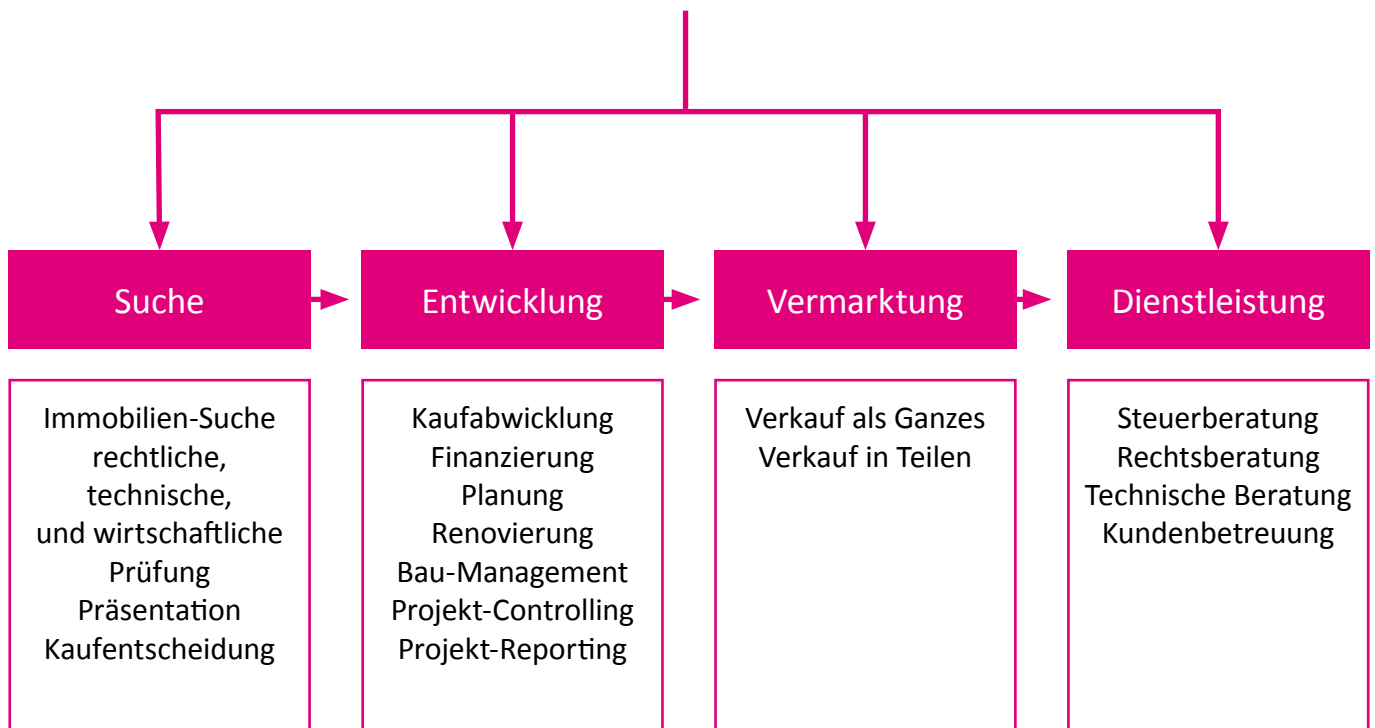 Suche
Entwicklung
Vermarktung
Dienstleistung
Immobilien-Suche
rechtliche,
technische,
und wirtschaftliche
Prüfung
Präsentation
Kaufentscheidung
Kaufabwicklung
Finanzierung
Planung
Renovierung
Bau-Management
Projekt-Controlling
Projekt-Reporting
Verkauf als Ganzes
Verkauf in Teilen
Steuerberatung
Rechtsberatung
Technische Beratung
Kundenbetreuung